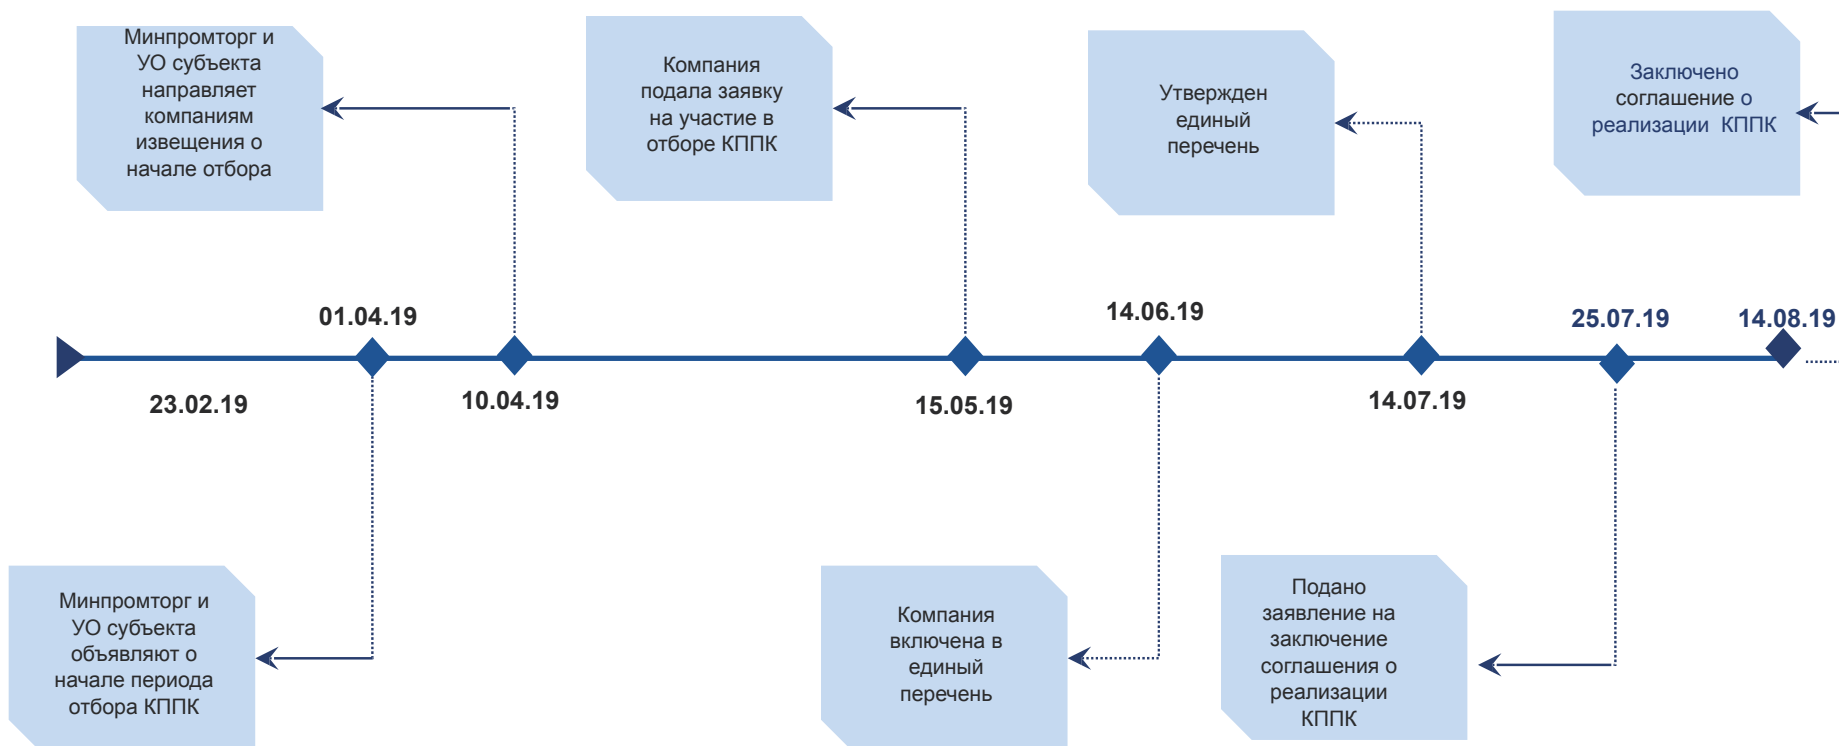 Минпромторг и
УО субъекта
направляет
компаниям
извещения о
начале отбора
Компания
подала заявку
на участие в
отборе КППК
Утвержден
единый
перечень
Заключено
соглашение о
реализации КППК
01.04.19
14.06.19
25.07.19
14.08.19
23.02.19
10.04.19
15.05.19
14.07.19
Минпромторг и
УО субъекта
объявляют о
начале периода
отбора КППК
Компания
включена в
единый
перечень
Подано
заявление на
заключение
соглашения о
реализации
КППК